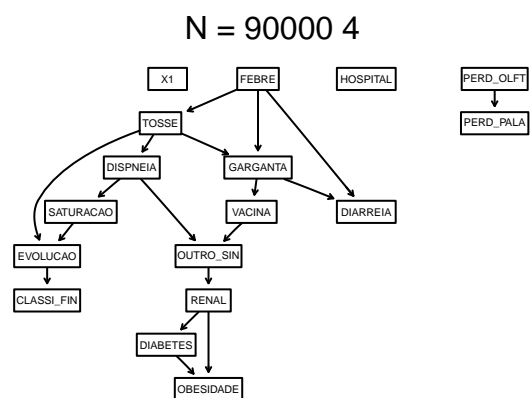 N = 90000 4
X1 FEBRE HOSPITAL PERD_OLFT
TOSSE PERD_PALA
DISPNEIA GARGANTA
SATURACAO VACINA DIARREIA
EVOLUCAO OUTRO_SIN
CLASSI_FIN RENAL
DIABETES
OBESIDADE